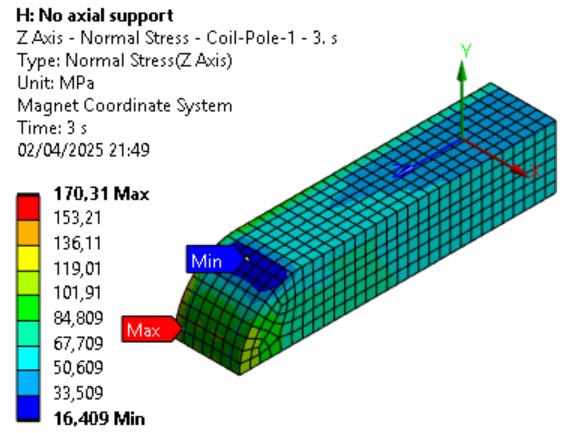 H: No axial support
Z Axis - Normal Stress - Coil-Pole-1 - 3. s
Type: Normal Stress(Z Axis)
Unit: MPa
Magnet Coordinate System
Time: 3 s
02/04/2025 21:49
170,31 Max
153,21
136,11
119,01
101,91
84,809
67,709
50,609
33,509
16,409 Min
Min
Max
Y
X